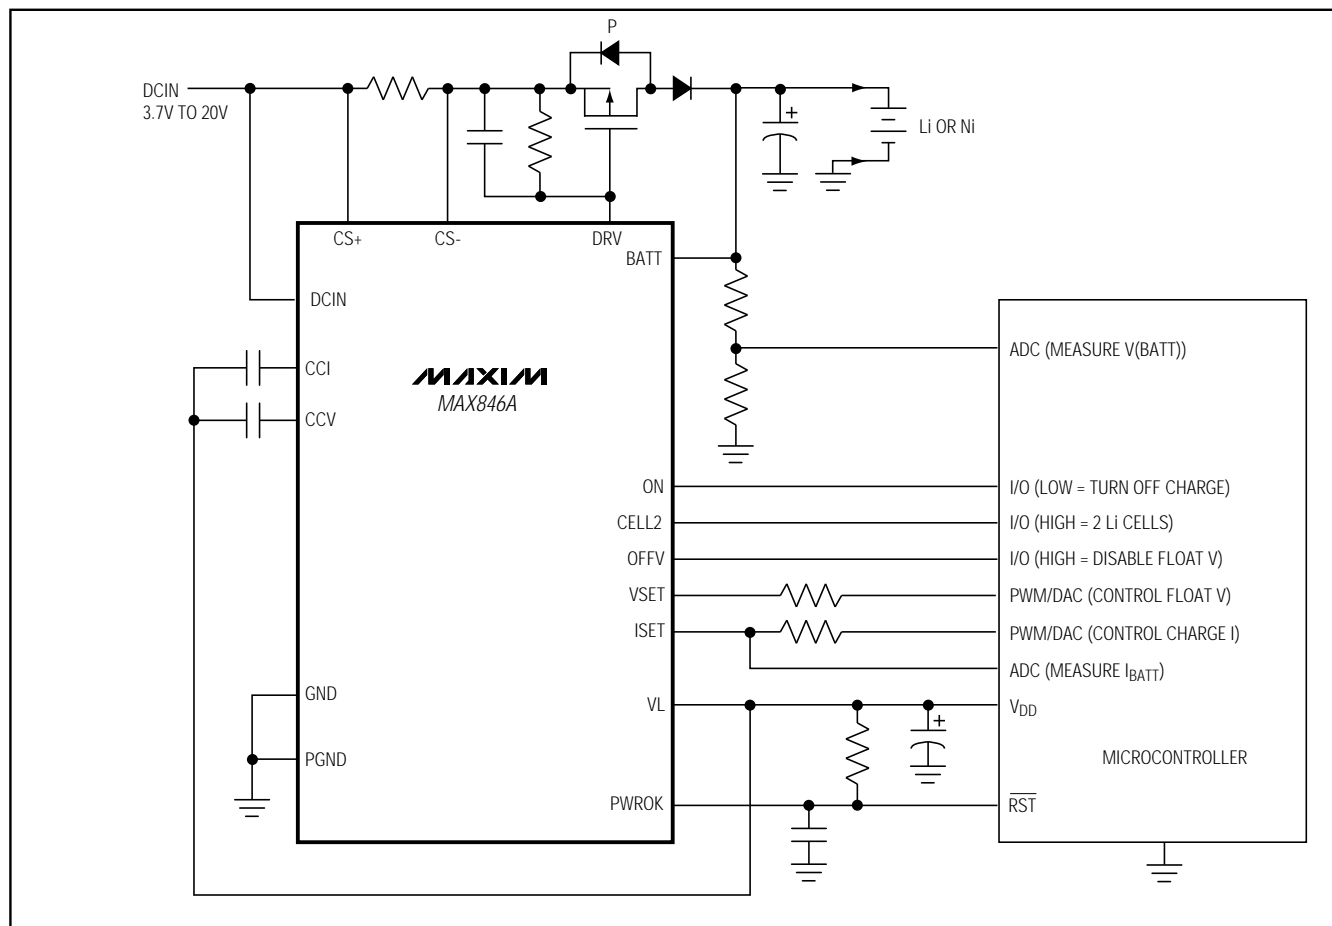 P
DCIN
3.7V TO 20V
+
Li OR Ni
CS+
CS-
DRV
BATT
DCIN
ADC (MEASURE V(BATT))
CCI
MAXIM
MAX846A
CCV
ON
I/O (LOW = TURN OFF CHARGE)
CELL2
I/O (HIGH = 2 Li CELLS)
OFFV
I/O (HIGH = DISABLE FLOAT V)
VSET
PWM/DAC (CONTROL FLOAT V)
ISET
PWM/DAC (CONTROL CHARGE I)
ADC (MEASURE IBATT)
GND
VL
VDD
+
PGND
MICROCONTROLLER
PWROK
RST